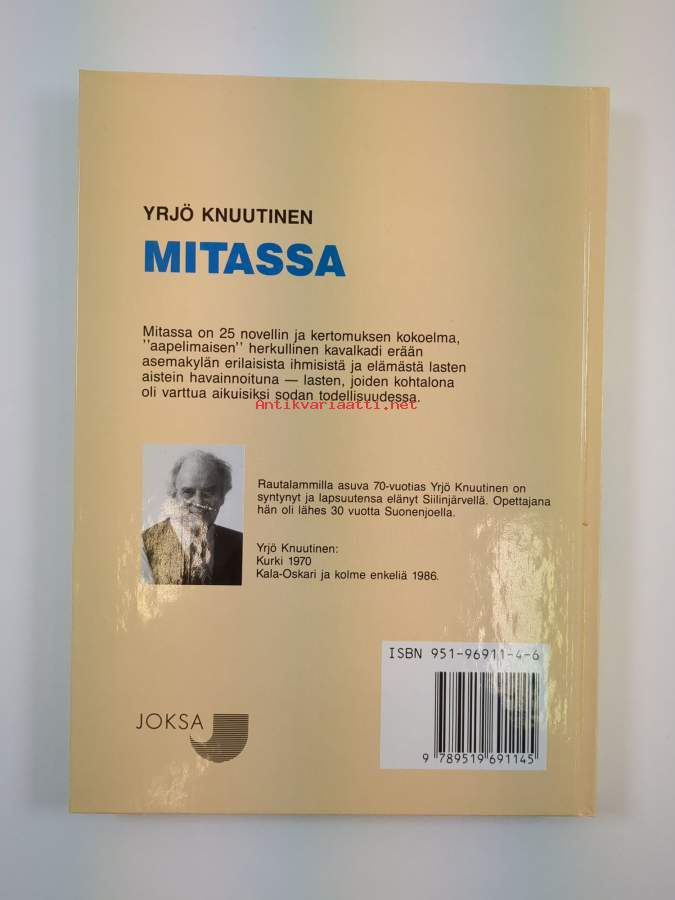 YRJÖ KNUUTINEN
MITASSA
Mitassa on 25 novellin ja kertomuksen kokoelma,
"aapelimaisen" herkullinen kavalkadi erään
asemakylän erilaisista ihmisistä ja elämästä lasten
aistein havainnoituna — lasten, joiden kohtalona
oli varttua aikuisiksi sodan todellisuudessa.
Antikvariaatti.net
Rautalammilla asuva 70-vuotias Yrjö Knuutinen on
syntynyt ja lapsuutensa elänyt Siilinjärvellä. Opettajana
hän oli lähes 30 vuotta Suonenjoella.
Yrjö Knuutinen:
Kurki 1970
Kala-Oskari ja kolme enkeliä 1986.
ISBN 951-96911-4-6
JOKSA
9 789519 691145